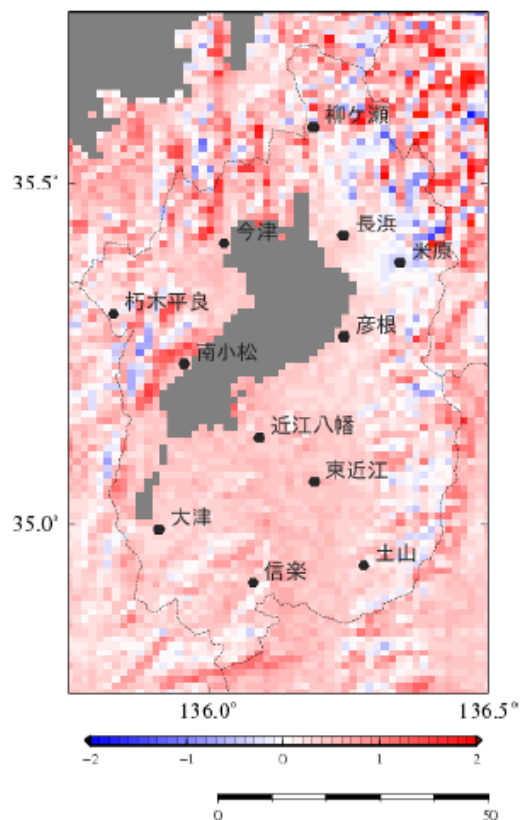 柳ケ瀬
35.5°
長浜
今津
米原
朽木平良
彦根
南小松
近江八幡
東近江
35.0°
大津
土山
信楽
136.0°
136.5°
-2
-1
0
1
2
0
50